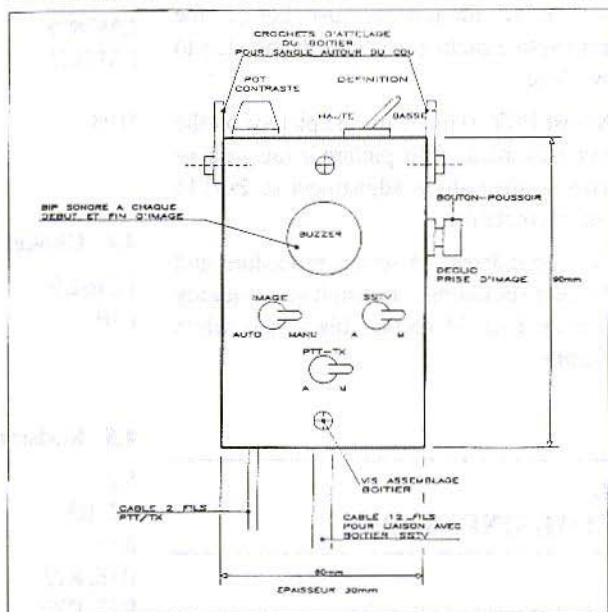 CROCHETS D'ATTELAGE
DU BOITIER
POUR SANGLE AUTOUR DU COU
POT
CONTRASTE
DEFINITION
HAUTE
BASSE
BIP SONORE A CHAQUE
DEBUT ET FIN D'IMAGE
BUZZER
BOUTON-POUSSOIR
DECLIC
PRISE D'IMAGE
90mm
IMAGE
AUTO
MANU
SSTV
A
M
PTT-TX
A
M
VIS ASSEMBLAGE
BOITIER
CABLE 2 FILS
PTT/TX
CABLE 12 FILS
POUR LIAISON AVEC
BOITIER SSTV
60mm
EPAISSEUR 30mm